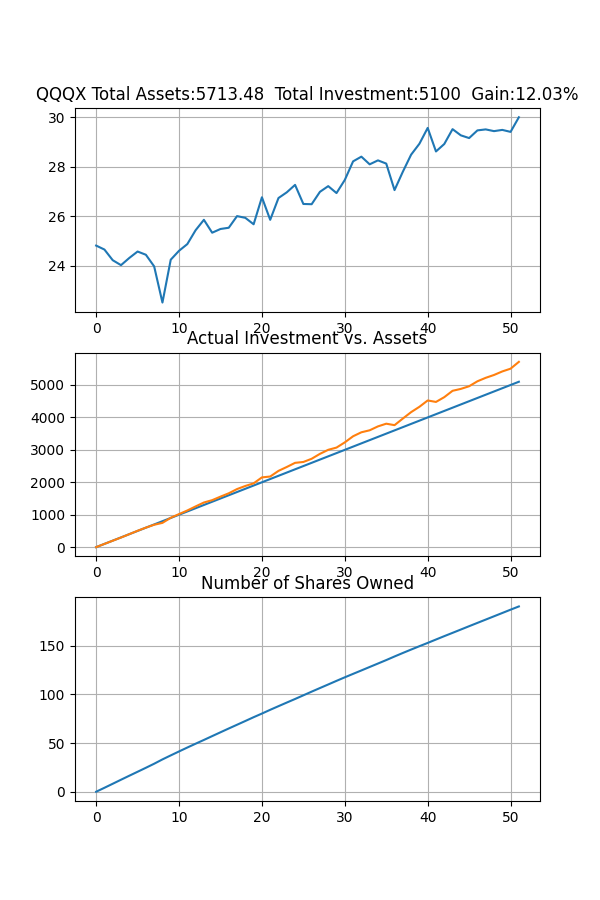 QQQX Total Assets:5713.48  Total Investment:5100  Gain:12.03%
30
28
26
24
0 10 20 30 40 50
Actual Investment vs. Assets
5000
4000
3000
2000
1000
0
0 10 20 30 40 50
Number of Shares Owned
150
100
50
0
0 10 20 30 40 50